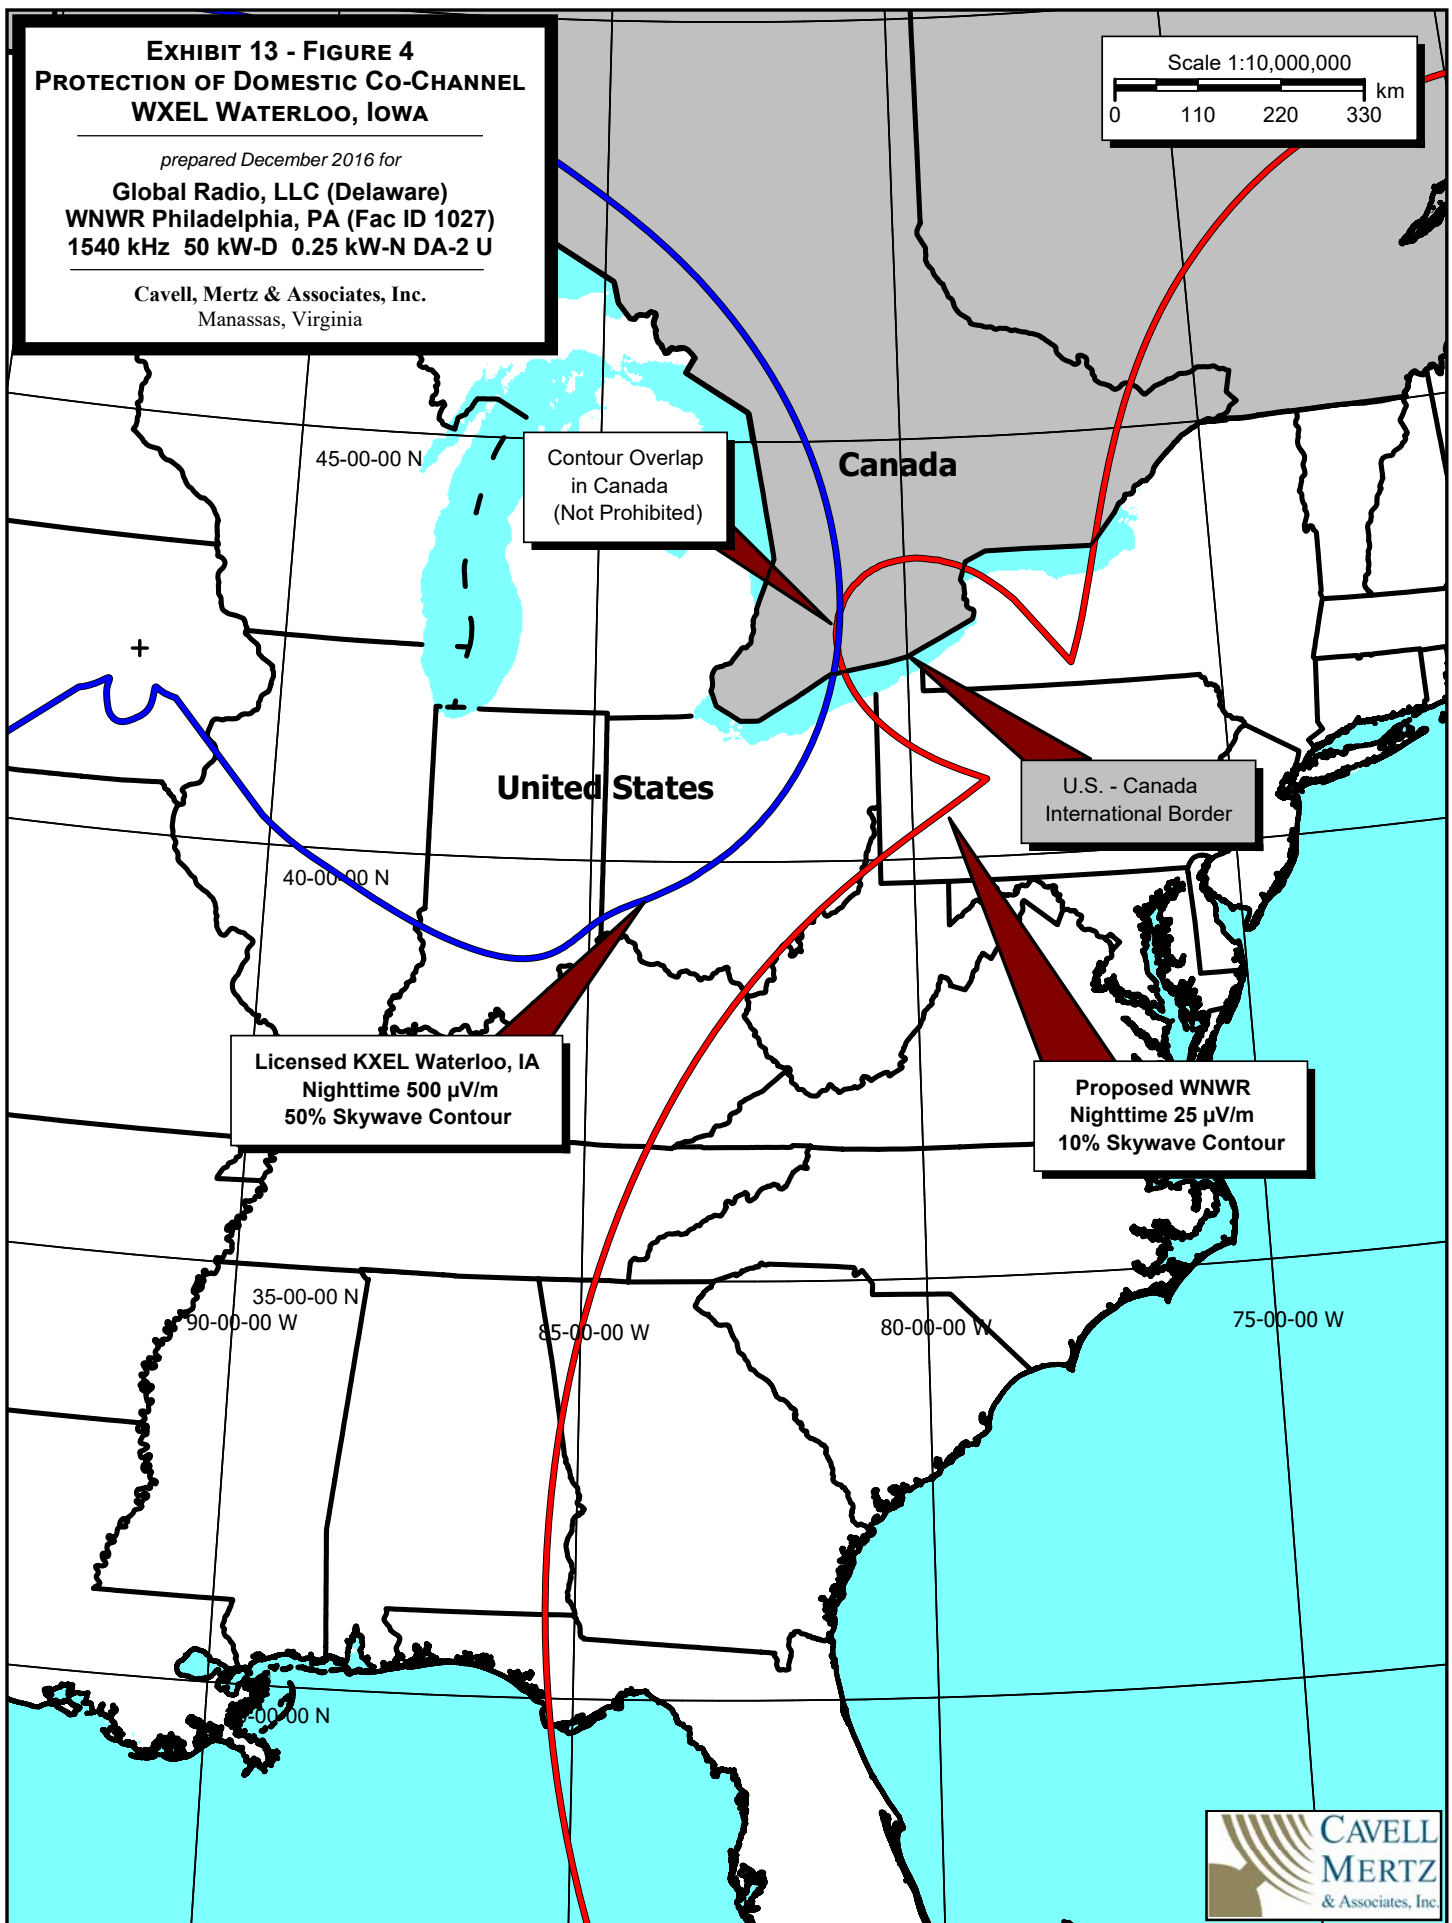 EXHIBIT 13 - FIGURE 4
PROTECTION OF DOMESTIC CO-CHANNEL
WXEL WATERLOO, IOWA
prepared December 2016 for
Global Radio, LLC (Delaware)
WNWR Philadelphia, PA (Fac ID 1027)
1540 kHz 50 kW-D 0.25 kW-N DA-2 U
Cavell, Mertz & Associates, Inc.
Manassas, Virginia
Scale 1:10,000,000
km
0 110 220 330
45-00-00 N
Contour Overlap
in Canada
(Not Prohibited)
Canada
United States
U.S. - Canada
International Border
40-00-00 N
Licensed KXEL Waterloo, IA
Nighttime 500 µV/m
50% Skywave Contour
Proposed WNWR
Nighttime 25 µV/m
10% Skywave Contour
35-00-00 N
90-00-00 W
85-00-00 W
80-00-00 W
75-00-00 W
-00-00 N
CAVELL
MERTZ
& Associates, Inc.